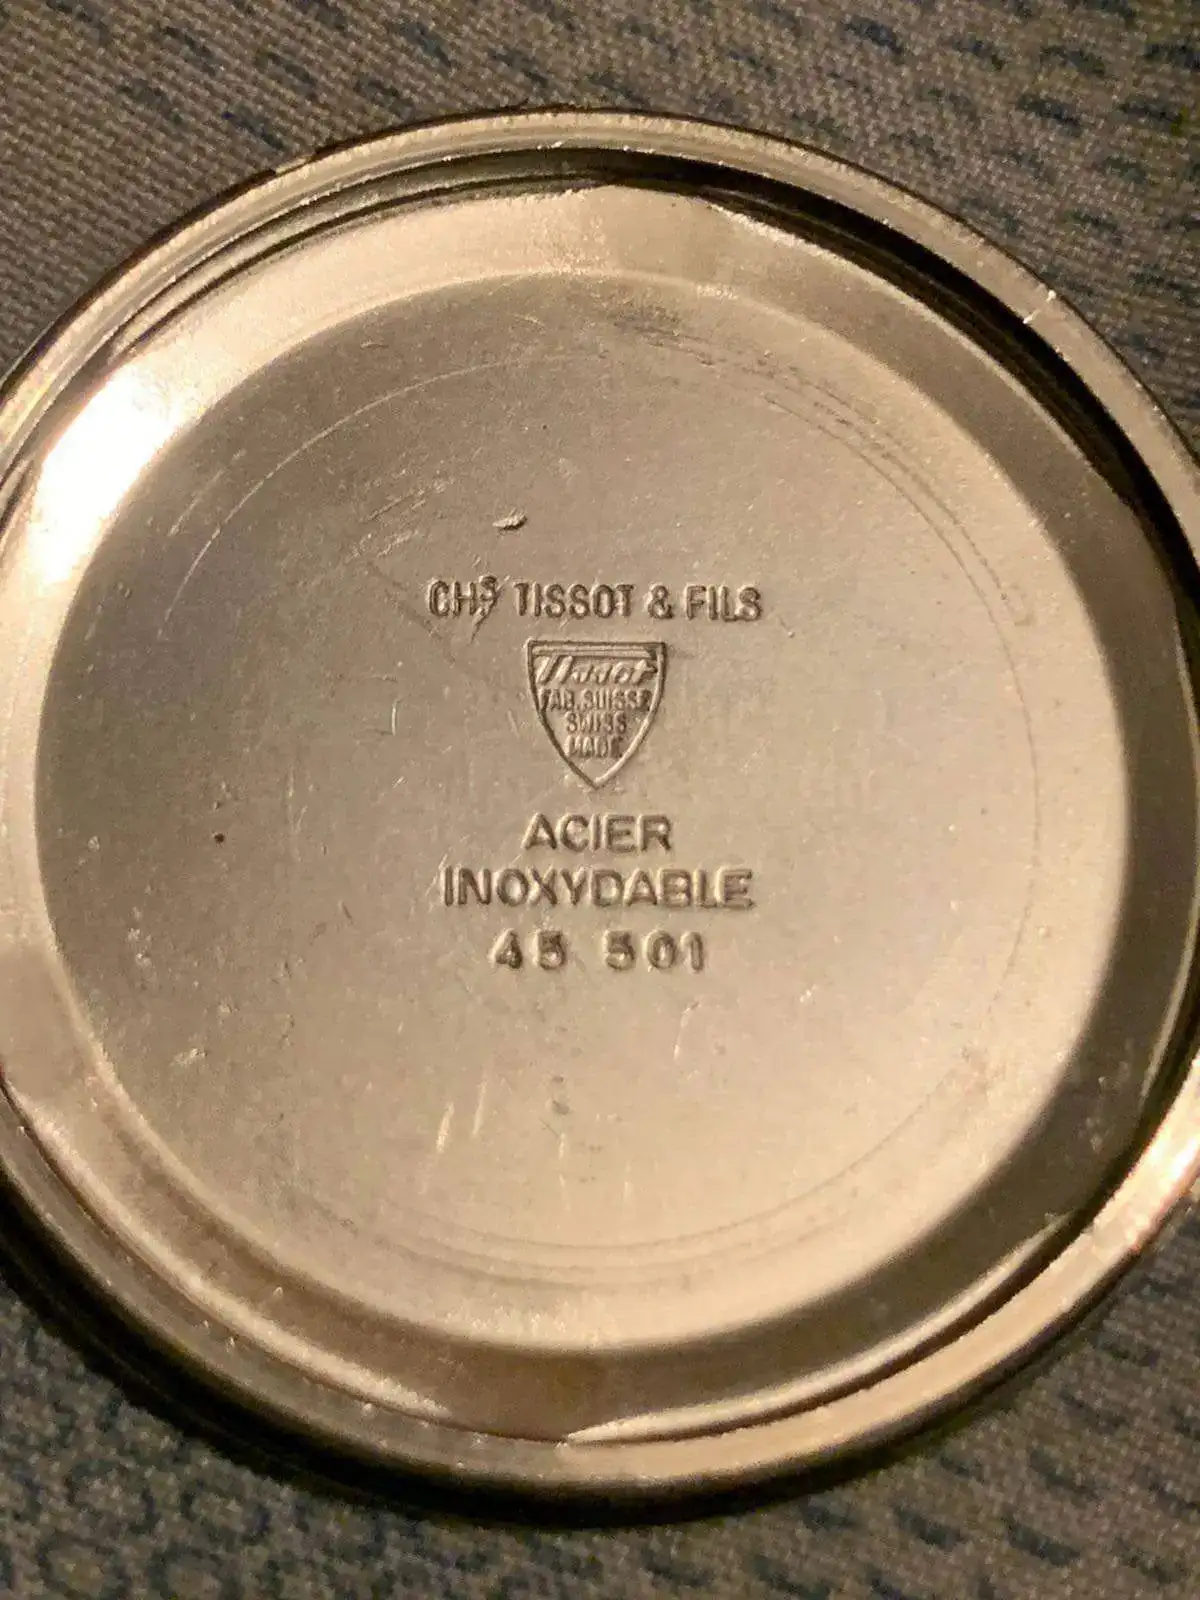 CHS TISSOT & FILS
Tissot
FAB. SUISSE
SWISS
MADE
ACIER
INOXYDABLE
45 501